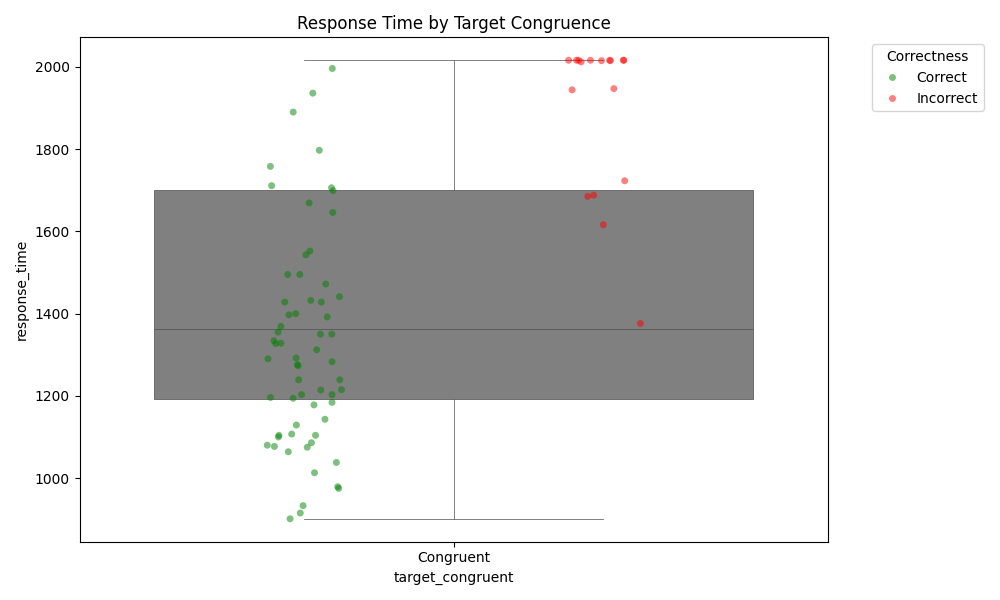 Response Time by Target Congruence
Correctness
Correct
Incorrect
response_time
2000
1800
1600
1400
1200
1000
Congruent
target_congruent